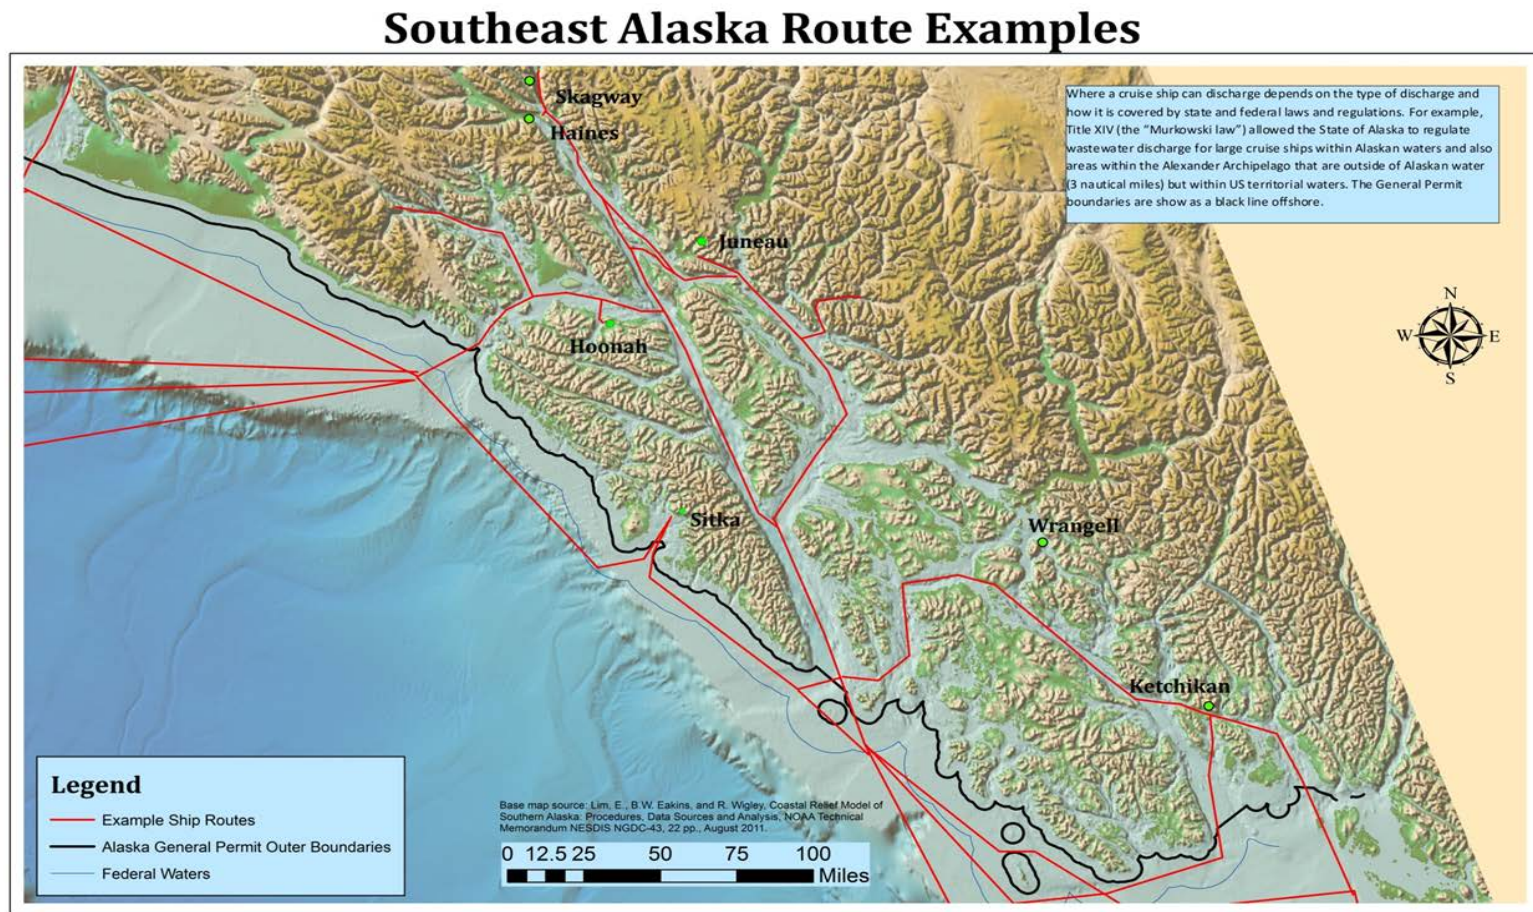 Southeast Alaska Route Examples
Where a cruise ship can discharge depends on the type of discharge and
how it is covered by state and federal laws and regulations. For example,
Title XIV (the “Murkowski law”) allowed the State of Alaska to regulate
wastewater discharge for large cruise ships within Alaskan waters and also
areas within the Alexander Archipelago that are outside of Alaskan water
(3 nautical miles) but within US territorial waters. The General Permit
boundaries are show as a black line offshore.
Skagway
Haines
Juneau
N
W E
S
Hoonah
Sitka
Wrangell
Ketchikan
Legend
Example Ship Routes
Alaska General Permit Outer Boundaries
Federal Waters
Base map source: Lim, E., B.W. Eakins, and R. Wigley, Coastal Relief Model of
Southern Alaska: Procedures, Data Sources and Analysis, NOAA Technical
Memorandum NESDIS NGDC-43, 22 pp., August 2011.
0 12.5 25 50 75 100
Miles